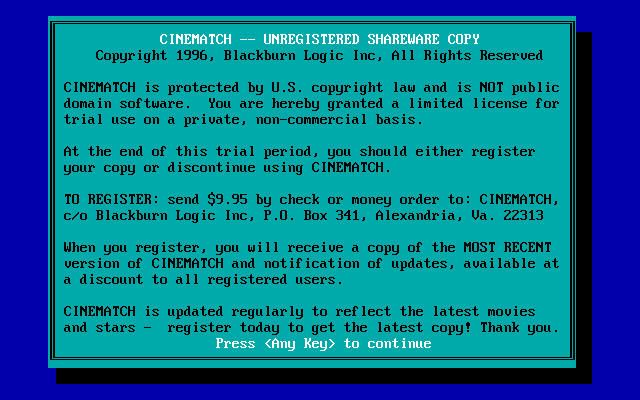 CINEMATCH -- UNREGISTERED SHAREWARE COPY
Copyright 1996, Blackburn Logic Inc, All Rights Reserved
CINEMATCH is protected by U.S. copyright law and is NOT public
domain software.  You are hereby granted a limited license for
trial use on a private, non-commercial basis.
At the end of this trial period, you should either register
your copy or discontinue using CINEMATCH.
TO REGISTER: send $9.95 by check or money order to: CINEMATCH,
c/o Blackburn Logic Inc, P.O. Box 341, Alexandria, Va. 22313
When you register, you will receive a copy of the MOST RECENT
version of CINEMATCH and notification of updates, available at
a discount to all registered users.
CINEMATCH is updated regularly to reflect the latest movies
and stars -  register today to get the latest copy! Thank you.
Press <Any Key> to continue